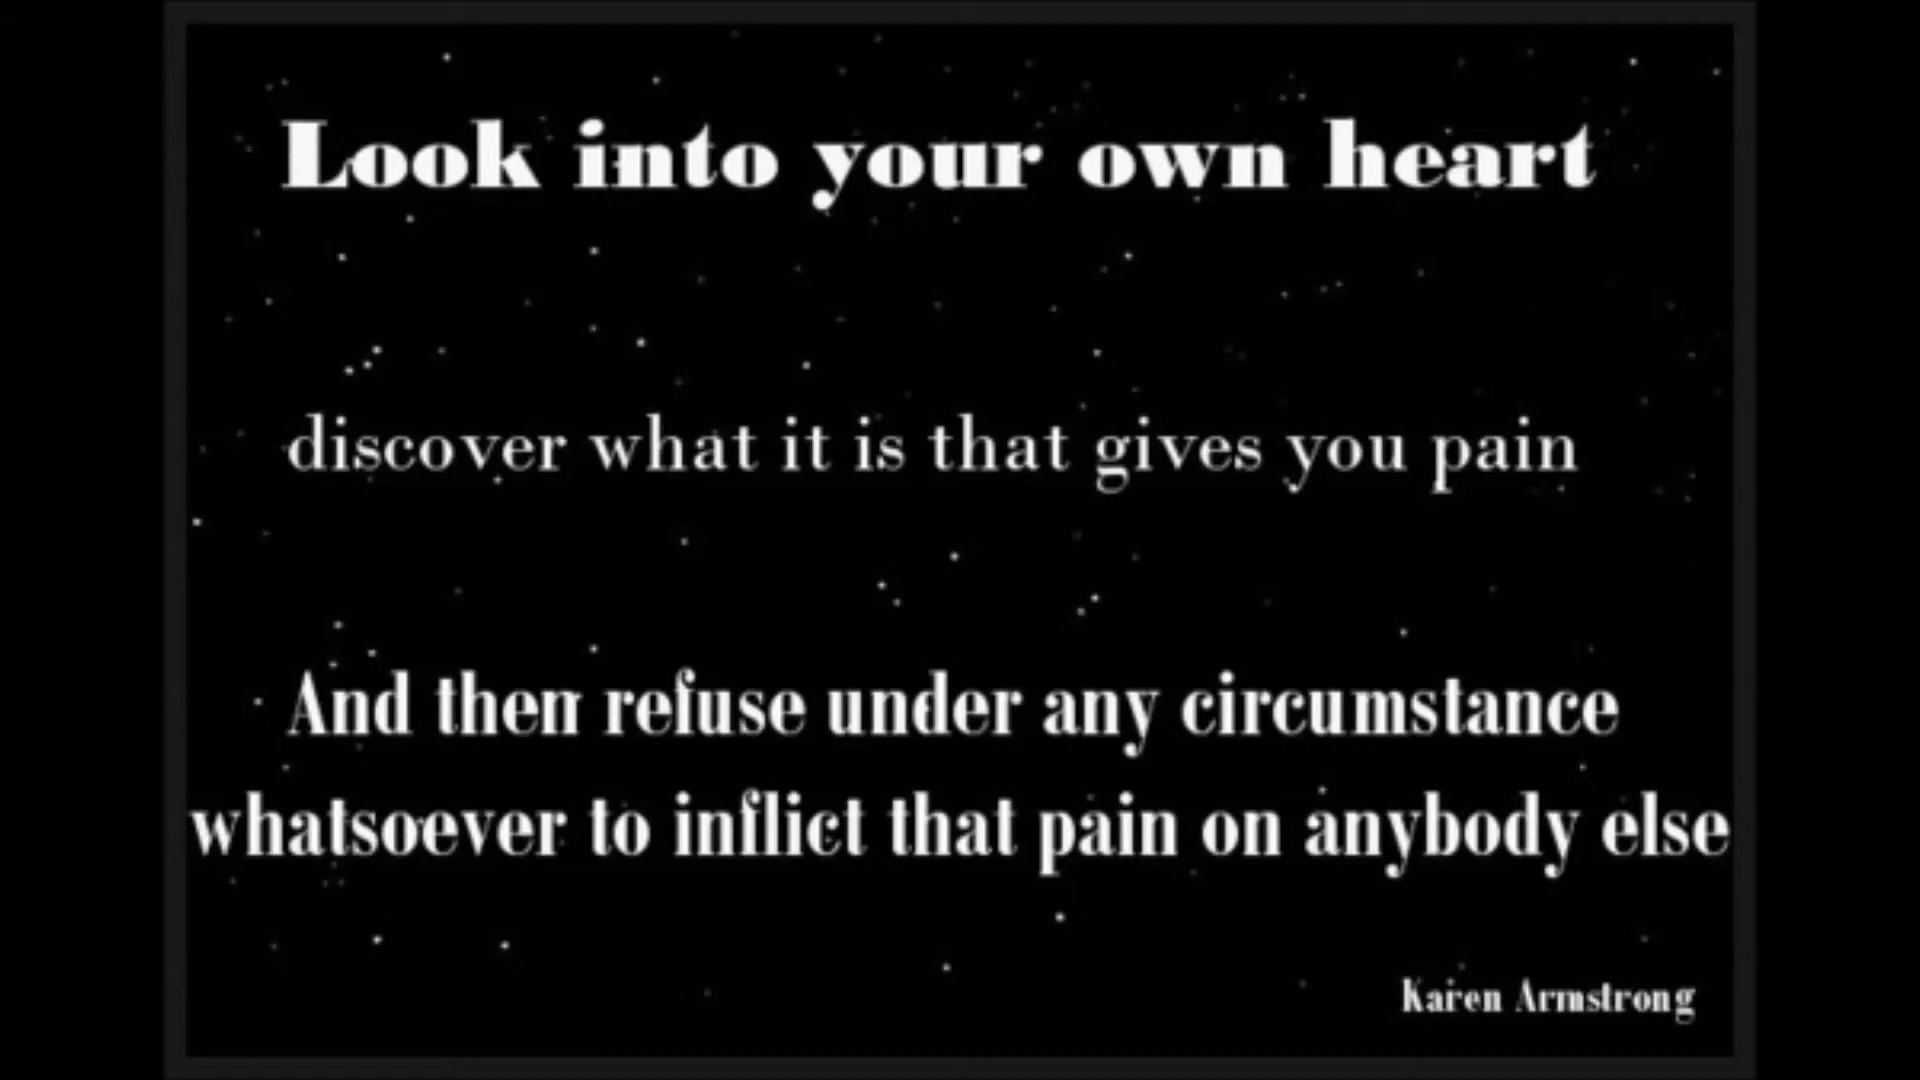 Look into your own heart
discover what it is that gives you pain
And then refuse under any circumstance
whatsoever to inflict that pain on anybody else
Karen Armstrong